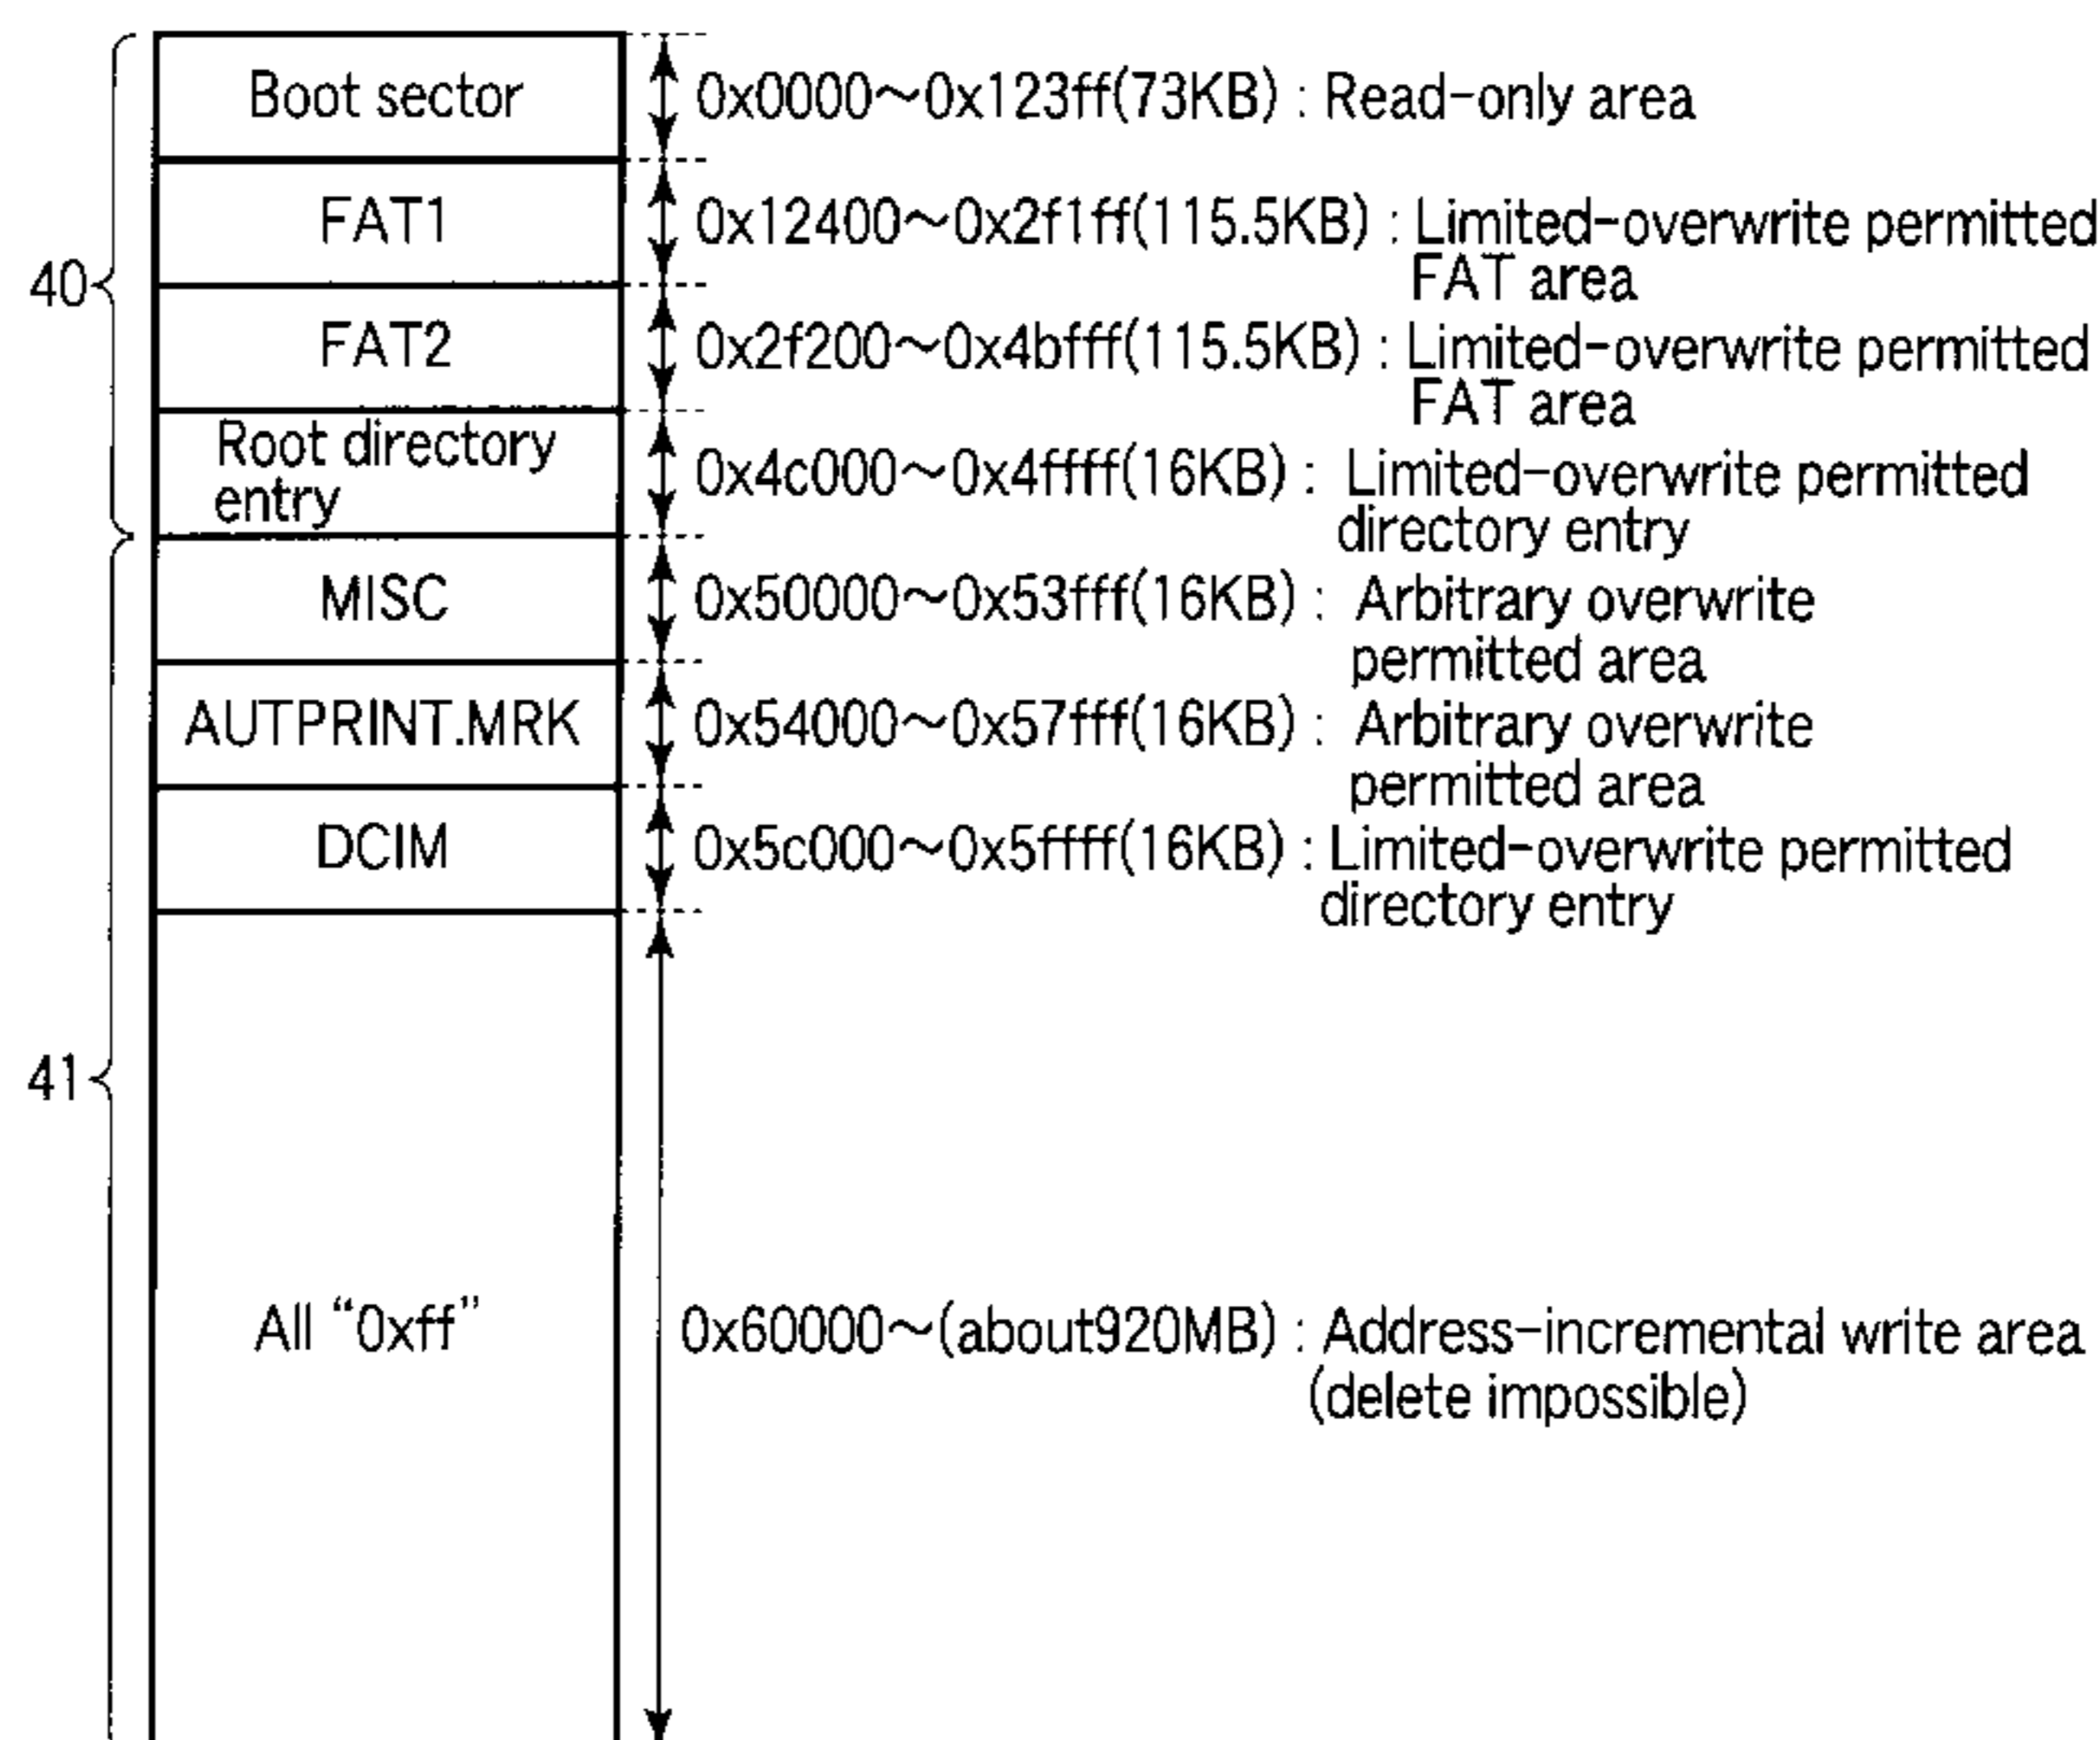 Boot sector
0x0000～0x123ff(73KB) : Read-only area
FAT1
0x12400～0x2f1ff(115.5KB) : Limited-overwrite permitted
FAT area
40
FAT2
0x2f200～0x4bfff(115.5KB) : Limited-overwrite permitted
FAT area
Root directory
entry
0x4c000～0x4ffff(16KB) : Limited-overwrite permitted
directory entry
MISC
0x50000～0x53fff(16KB) : Arbitrary overwrite
permitted area
AUTPRINT.MRK
0x54000～0x57fff(16KB) : Arbitrary overwrite
permitted area
DCIM
0x5c000～0x5ffff(16KB) : Limited-overwrite permitted
directory entry
41
All “0xff”
0x60000～(about920MB) : Address-incremental write area
(delete impossible)